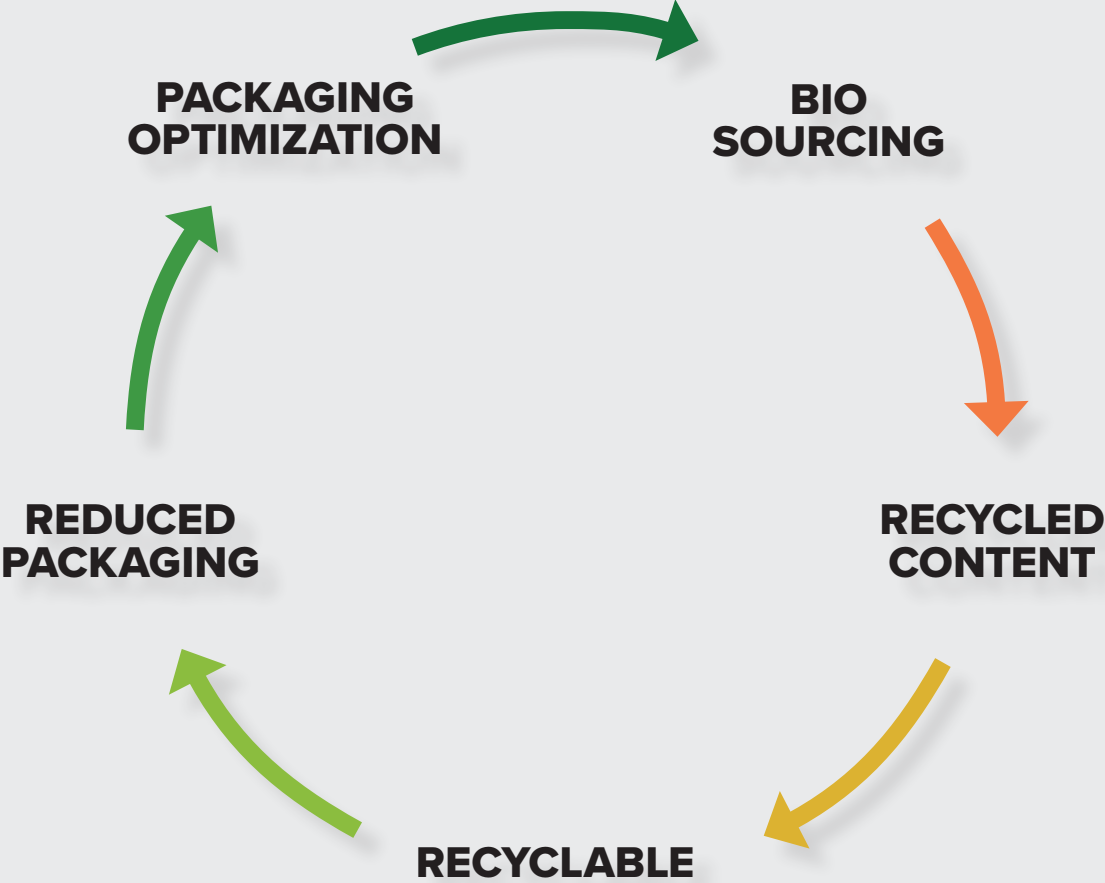 PACKAGING
OPTIMIZATION
BIO
SOURCING
RECYCLED
CONTENT
RECYCLABLE
REDUCED
PACKAGING